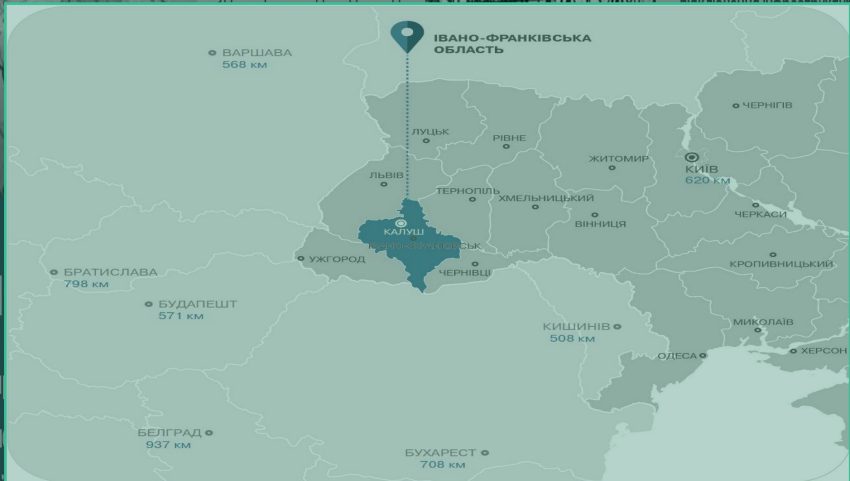 ІВАНО-ФРАНКІВСЬКА
ОБЛАСТЬ
ВАРШАВА
568 км
ЧЕРНІГІВ
ЛУЦЬК
РІВНЕ
ЖИТОМИР
КИЇВ
620 км
ЛЬВІВ
ТЕРНОПІЛЬ
ХМЕЛЬНИЦЬКИЙ
ВІННИЦЯ
ЧЕРКАСИ
КАЛУШ
УЖГОРОД
ЧЕРНІВЦІ
КРОПИВНИЦЬКИЙ
БРАТИСЛАВА
798 км
БУДАПЕШТ
571 км
КИШИНІВ
508 км
МИКОЛАЇВ
ОДЕСА
ХЕРСОН
БЕЛГРАД
937 км
БУХАРЕСТ
708 км